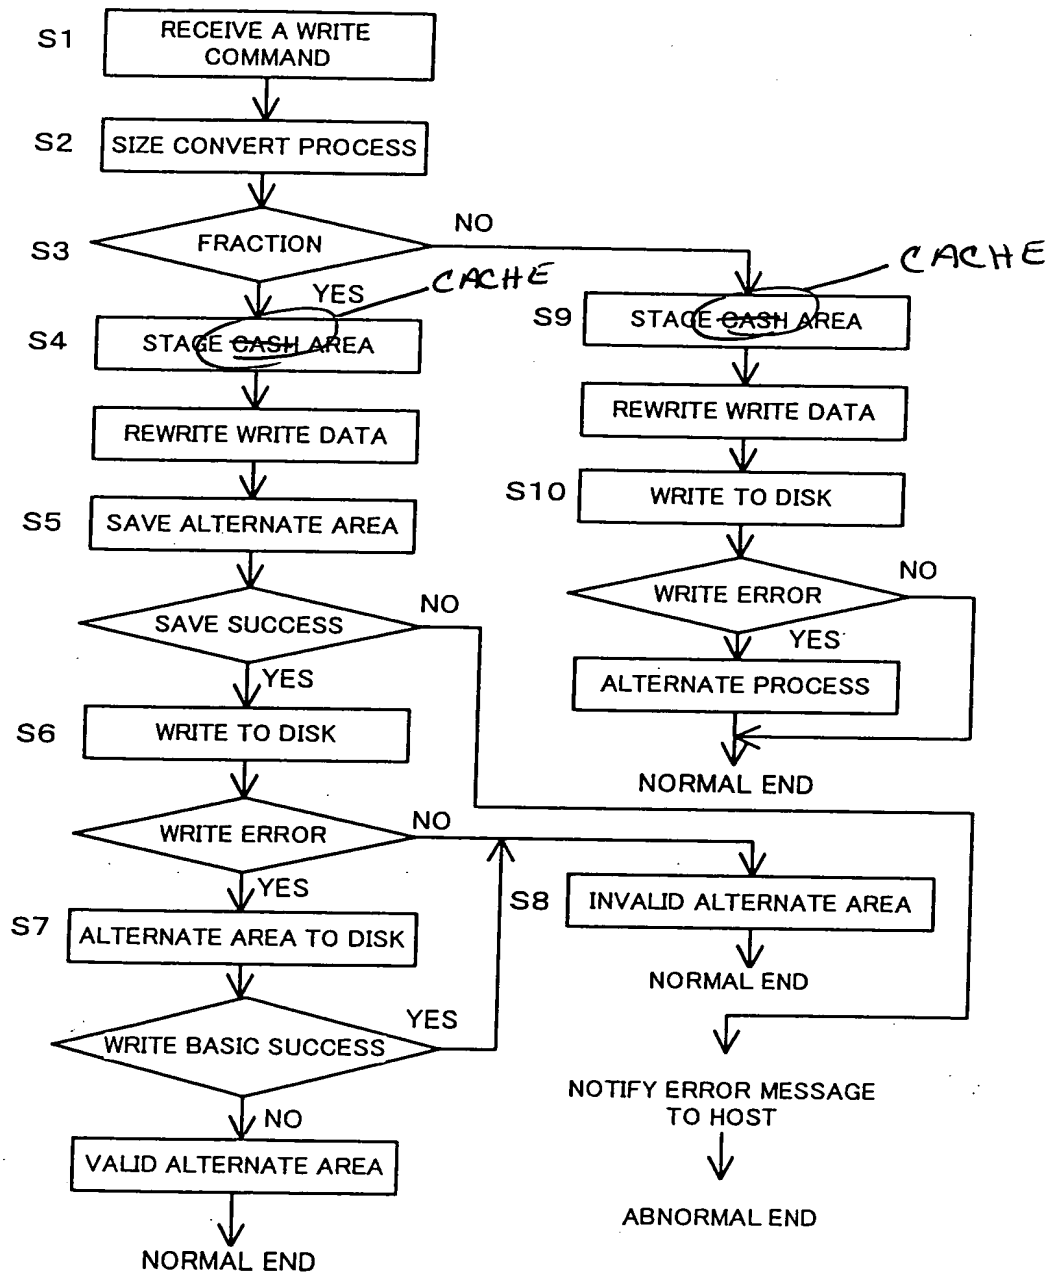 S1
RECEIVE A WRITE
COMMAND
S2
SIZE CONVERT PROCESS
S3
FRACTION
NO
YES
CACHE
CACHE
S4
STAGE CASH AREA
S9
STAGE CASH AREA
REWRITE WRITE DATA
REWRITE WRITE DATA
S5
SAVE ALTERNATE AREA
S10
WRITE TO DISK
SAVE SUCCESS
NO
YES
WRITE ERROR
NO
YES
ALTERNATE PROCESS
NORMAL END
S6
WRITE TO DISK
WRITE ERROR
NO
YES
S7
ALTERNATE AREA TO DISK
S8
INVALID ALTERNATE AREA
NORMAL END
WRITE BASIC SUCCESS
YES
NO
VALID ALTERNATE AREA
NORMAL END
NOTIFY ERROR MESSAGE
TO HOST
ABNORMAL END